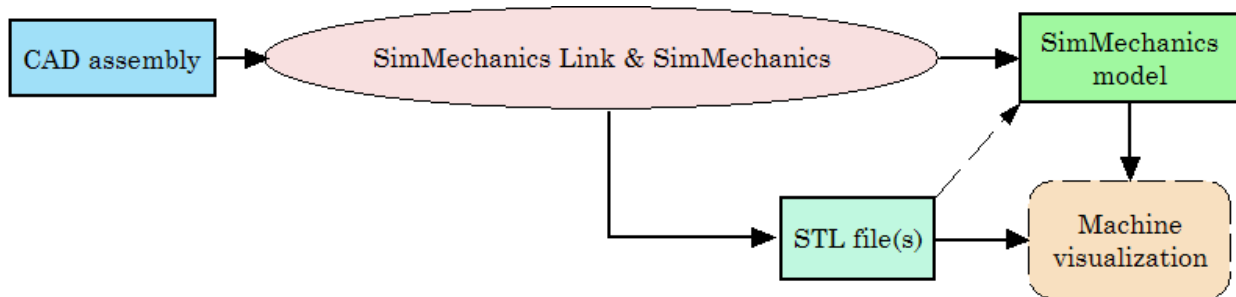 CAD assembly
SimMechanics Link & SimMechanics
SimMechanics
model
STL file(s)
Machine
visualization